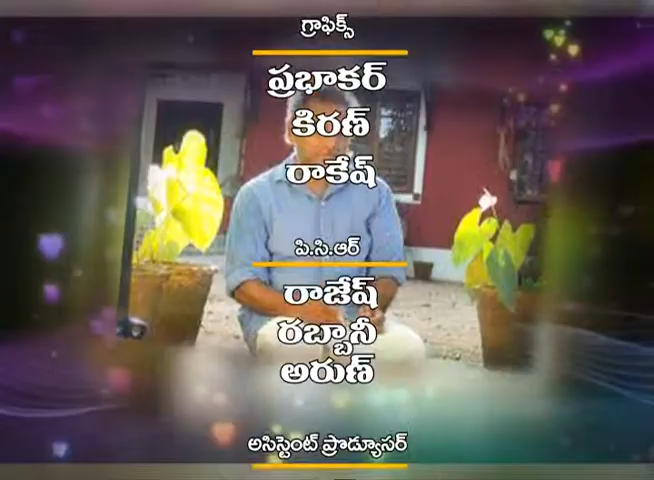 గ్రాఫిక్స్
ప్రభాకర్
కిరణ్
రాకేష్
పి.సి.ఆర్
రాజేష్
రబ్బానీ
అరుణ్
అసిస్టెంట్ ప్రొడ్యూసర్